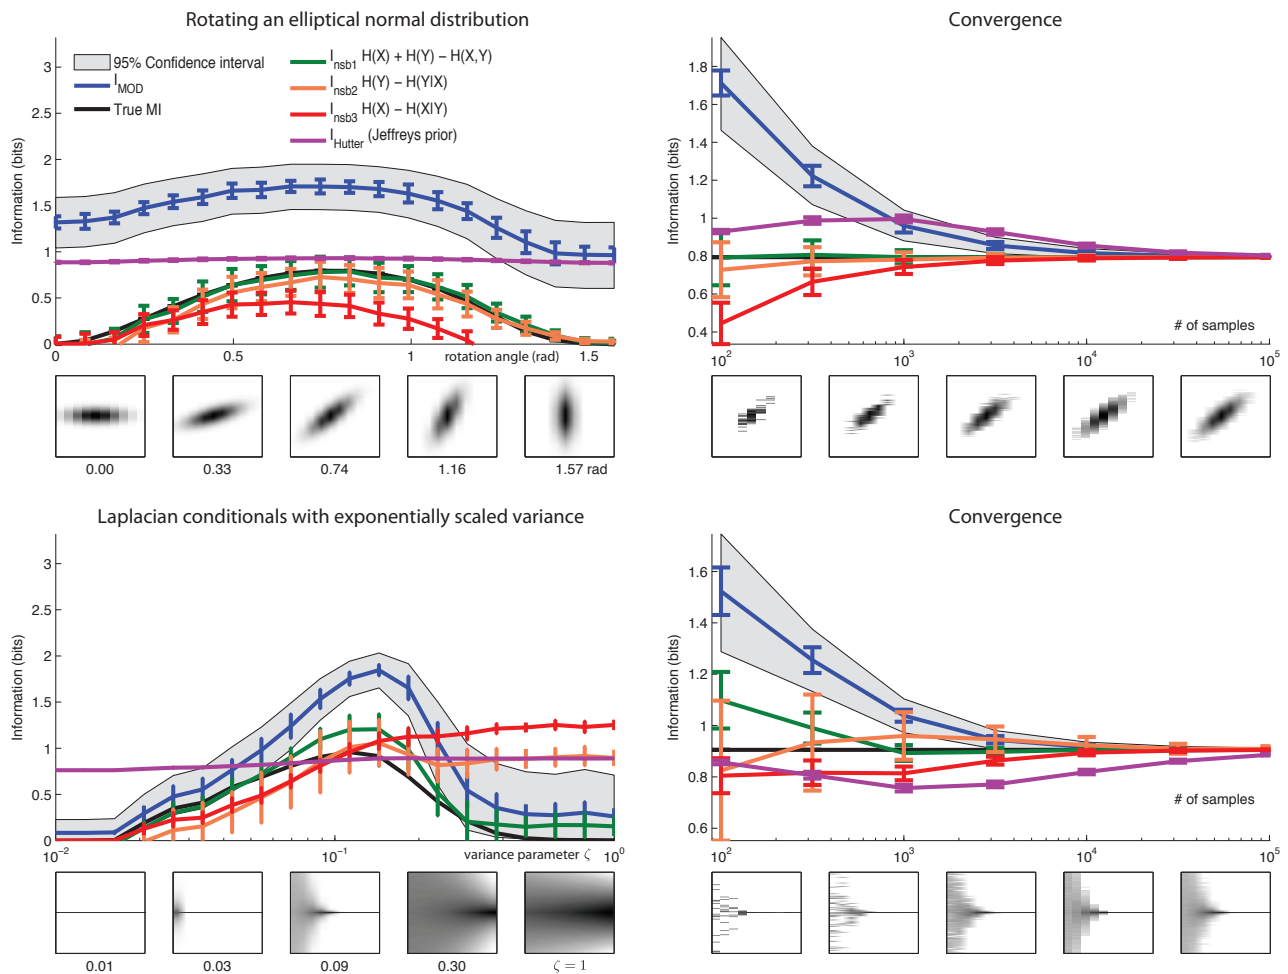 Rotating an elliptical normal distribution
Convergence
95% Confidence interval
I_MOD
True MI
I_nsb1 H(X) + H(Y) – H(X,Y)
I_nsb2 H(Y) – H(Y|X)
I_nsb3 H(X) – H(X|Y)
I_Hutter (Jeffreys prior)
Information (bits)
3
2
1.5
1
0.5
0
0
0.5
1
1.5
rotation angle (rad)
0.00
0.33
0.74
1.16
1.57 rad
Information (bits)
1.8
1.6
1.4
1.2
1
0.8
0.6
0.4
# of samples
10^2
10^3
10^4
10^5
Laplacian conditionals with exponentially scaled variance
Convergence
Information (bits)
3
2.5
2
1.5
1
0.5
0
10^−2
10^−1
variance parameter ζ
10^0
0.01
0.03
0.09
0.30
ζ = 1
Information (bits)
1.6
1.4
1.2
1
0.8
0.6
# of samples
10^2
10^3
10^4
10^5